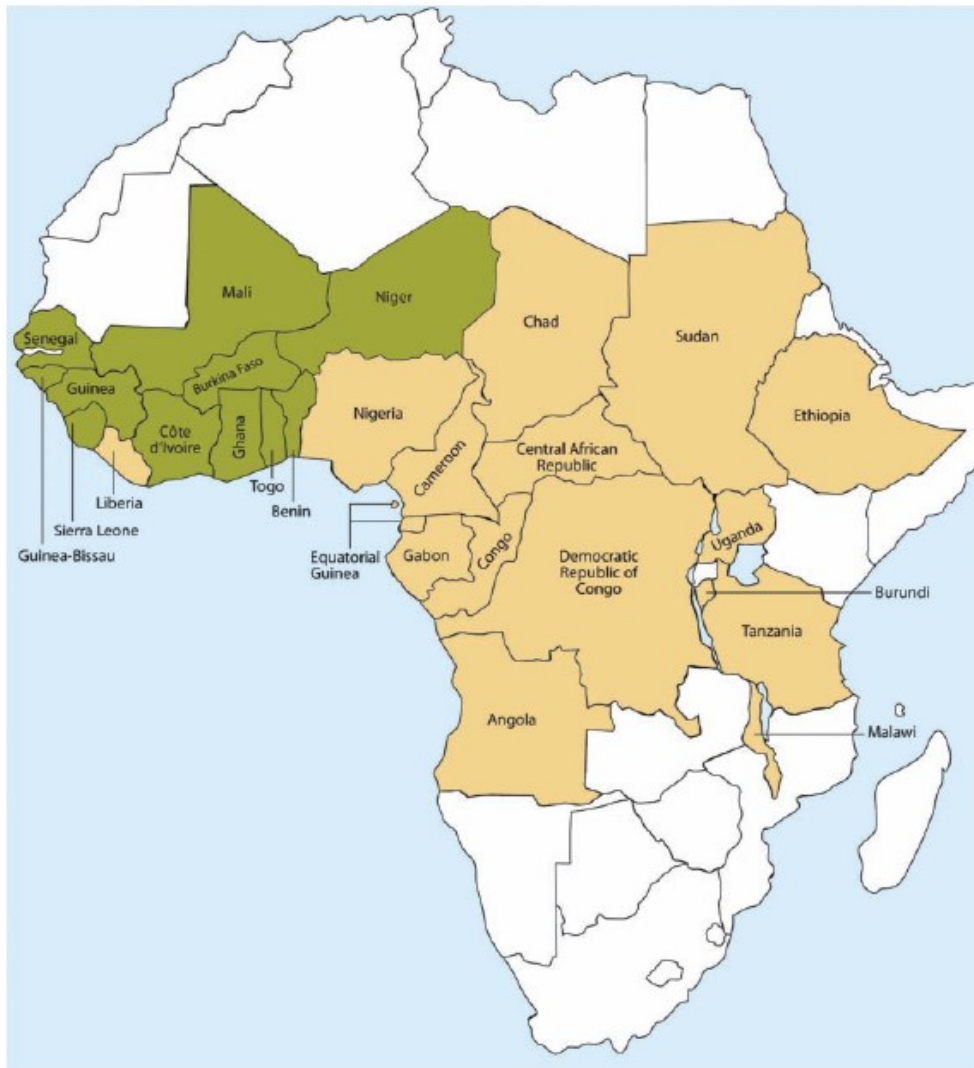 Mali
Niger
Chad
Sudan
Senegal
Burkina Faso
Guinea
Nigeria
Ethiopia
Côte
d'Ivoire
Ghana
Cameroon
Central African
Republic
Togo
Benin
Liberia
Sierra Leone
Guinea-Bissau
Equatorial
Guinea
Gabon
Congo
Democratic
Republic of
Congo
Uganda
Burundi
Tanzania
Angola
Malawi